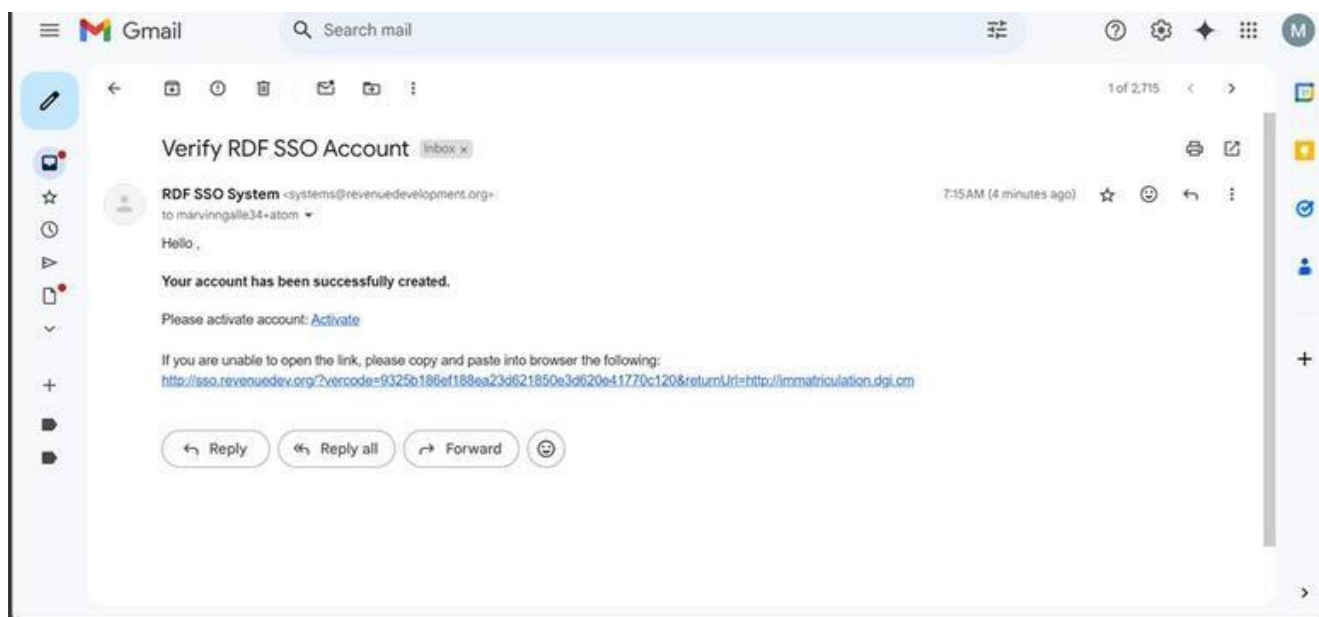 Gmail
Search mail
M
1 of 2,715
Verify RDF SSO Account Inbox x
RDF SSO System <systems@revenuedevelopment.org> 7:15 AM (4 minutes ago)
to marvinngalle34+atom
Hello ,
Your account has been successfully created.
Please activate account: Activate
If you are unable to open the link, please copy and paste into browser the following:
http://sso.revenuedev.org/?vercode=9325b186ef188ea23d621850e3d620e41770c120&returnUrl=http://immatriculation.dgi.cm
Reply
Reply all
Forward